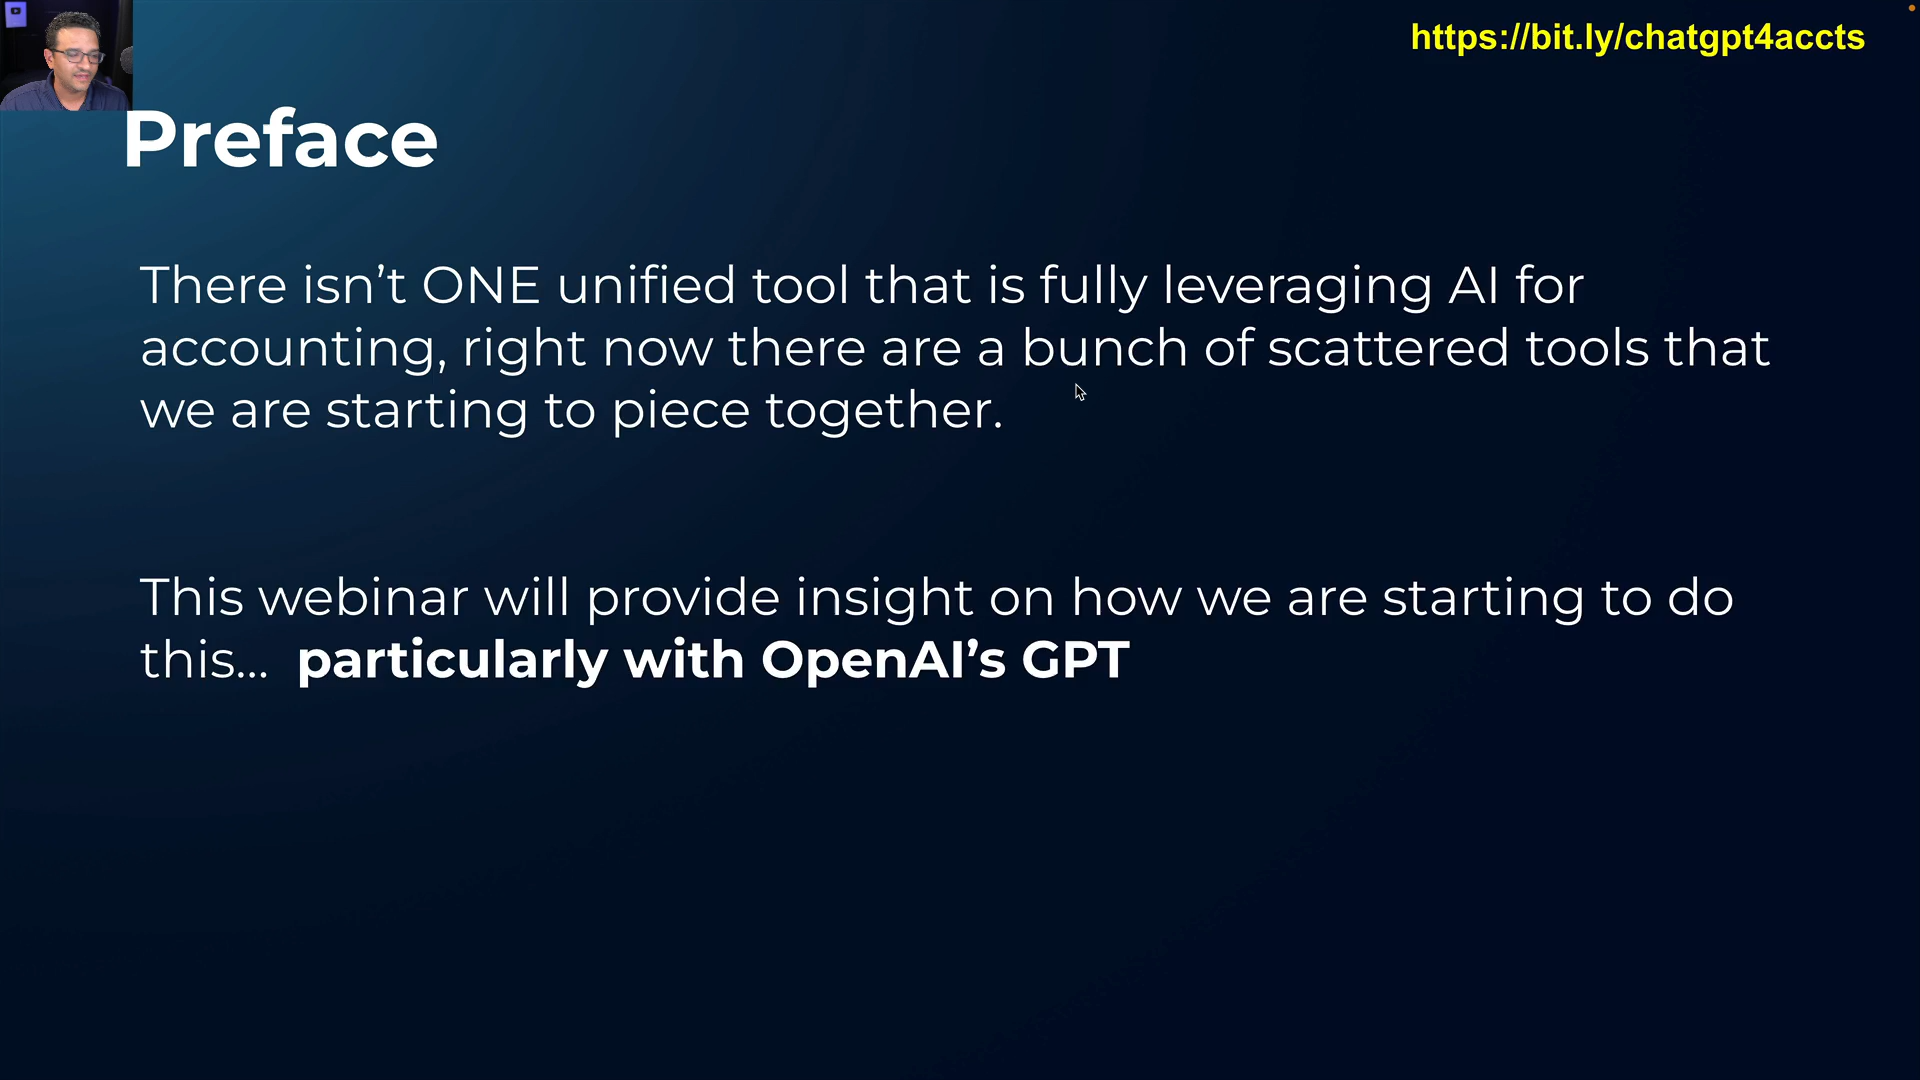 https://bit.ly/chatgpt4accts
Preface
There isn’t ONE unified tool that is fully leveraging AI for
accounting, right now there are a bunch of scattered tools that
we are starting to piece together.
This webinar will provide insight on how we are starting to do
this... particularly with OpenAI’s GPT